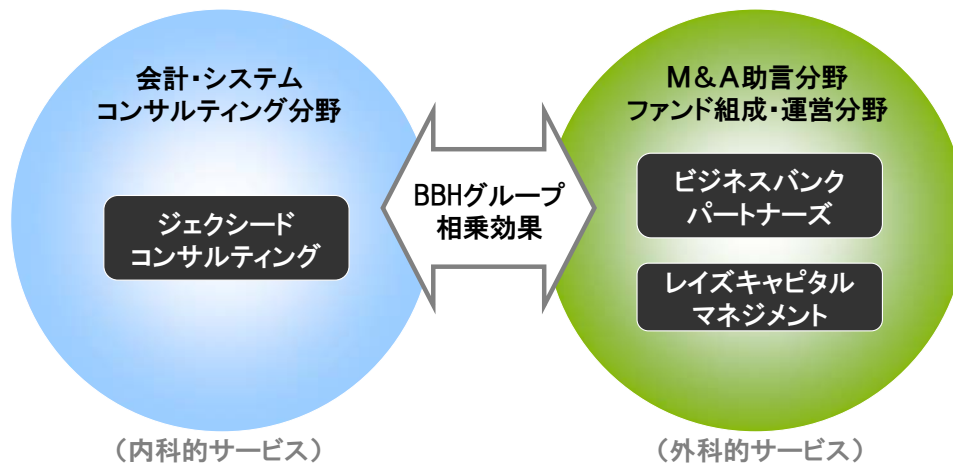 会計・システム
コンサルティング分野
ジェクシード
コンサルティング
（内科的サービス）
BBHグループ
相乗効果
M&A助言分野
ファンド組成・運営分野
ビジネスバンク
パートナーズ
レイズキャピタル
マネジメント
（外科的サービス）